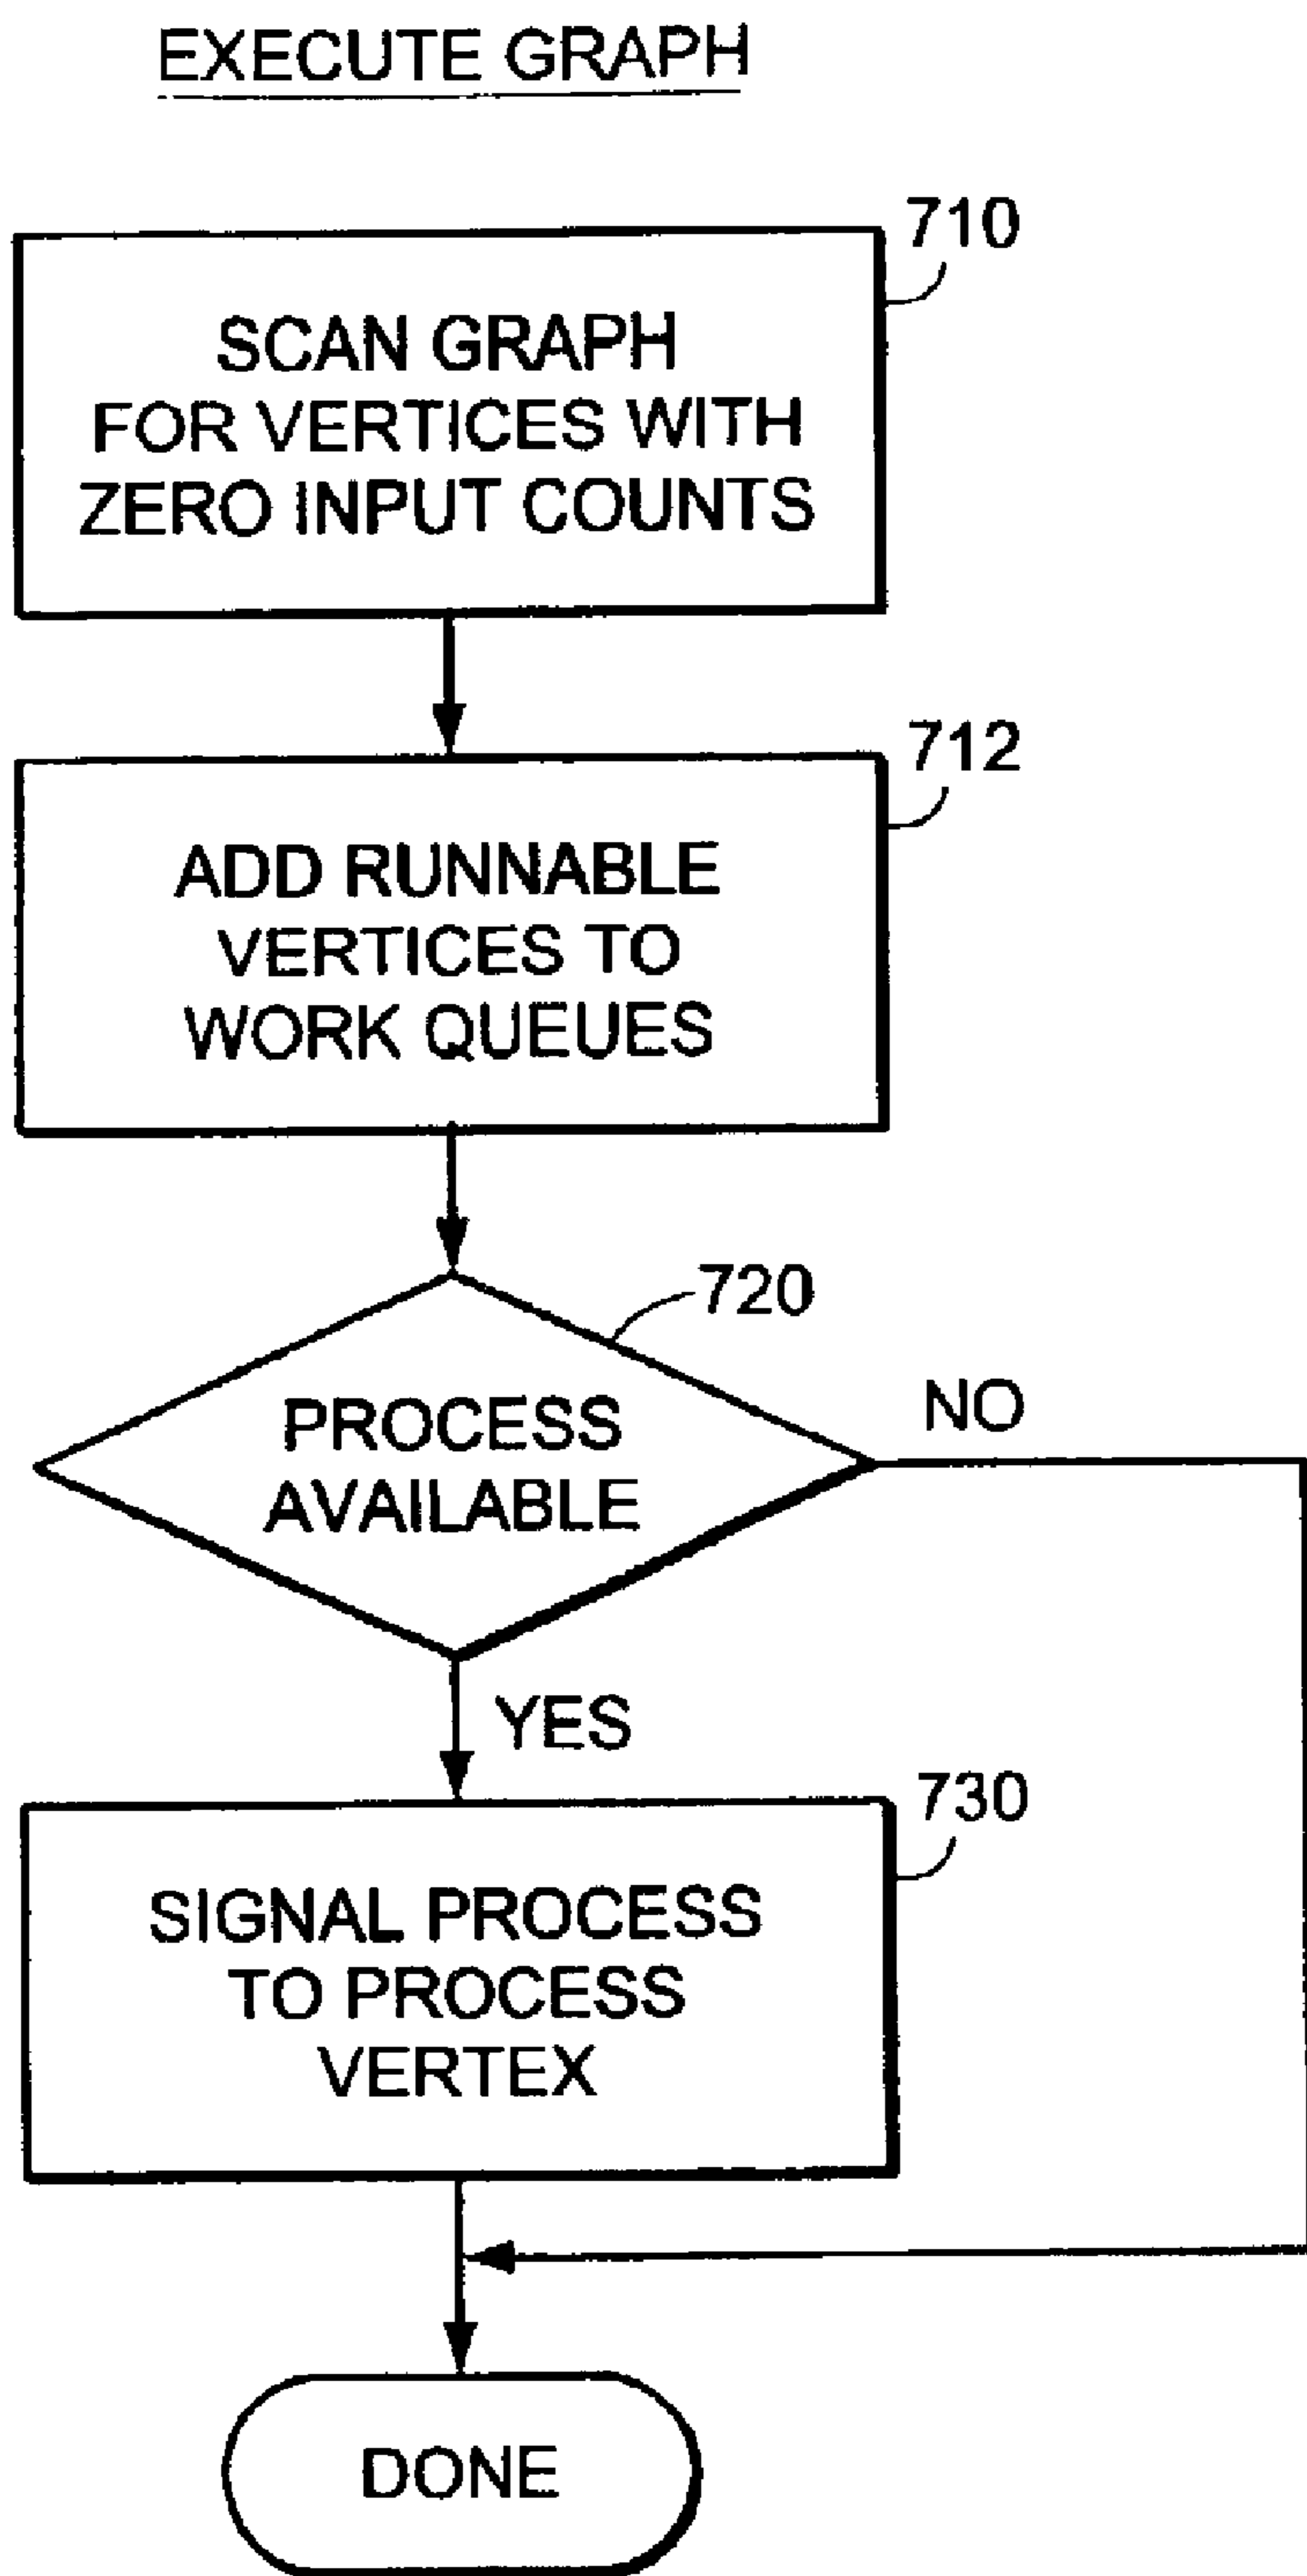 EXECUTE GRAPH
710
SCAN GRAPH
FOR VERTICES WITH
ZERO INPUT COUNTS
712
ADD RUNNABLE
VERTICES TO
WORK QUEUES
720
PROCESS
AVAILABLE
NO
YES
730
SIGNAL PROCESS
TO PROCESS
VERTEX
DONE